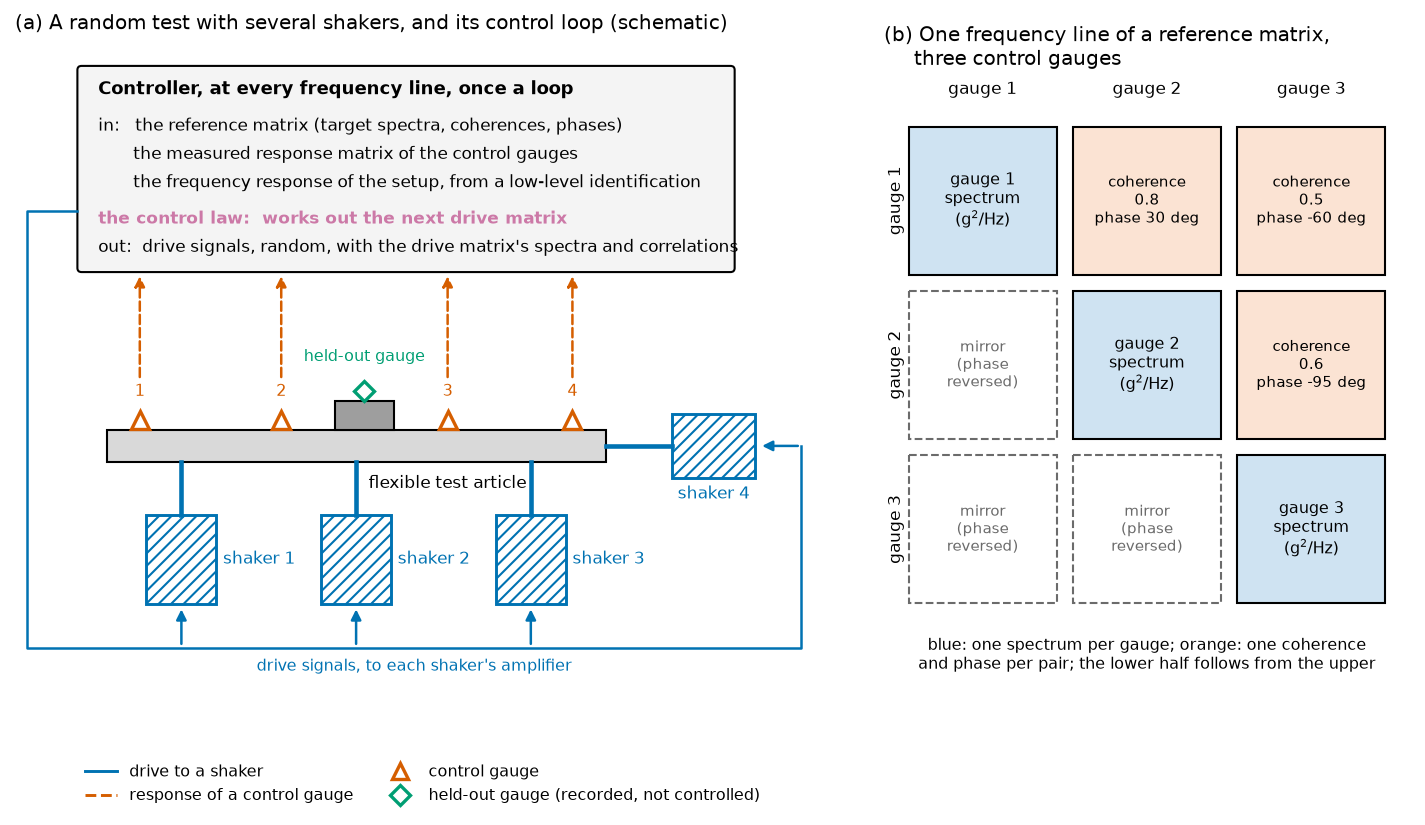 (a) A random test with several shakers, and its control loop (schematic)
Controller, at every frequency line, once a loop
in: the reference matrix (target spectra, coherences, phases)
the measured response matrix of the control gauges
the frequency response of the setup, from a low-level identification
the control law: works out the next drive matrix
out: drive signals, random, with the drive matrix's spectra and correlations
held-out gauge
1
2
3
4
flexible test article
shaker 4
shaker 1
shaker 2
shaker 3
drive signals, to each shaker's amplifier
drive to a shaker
response of a control gauge
control gauge
held-out gauge (recorded, not controlled)
(b) One frequency line of a reference matrix,
three control gauges
gauge 1
gauge 2
gauge 3
gauge 1
gauge 1
spectrum
(g²/Hz)
coherence
0.8
phase 30 deg
coherence
0.5
phase -60 deg
gauge 2
mirror
(phase
reversed)
gauge 2
spectrum
(g²/Hz)
coherence
0.6
phase -95 deg
gauge 3
mirror
(phase
reversed)
mirror
(phase
reversed)
gauge 3
spectrum
(g²/Hz)
blue: one spectrum per gauge; orange: one coherence
and phase per pair; the lower half follows from the upper